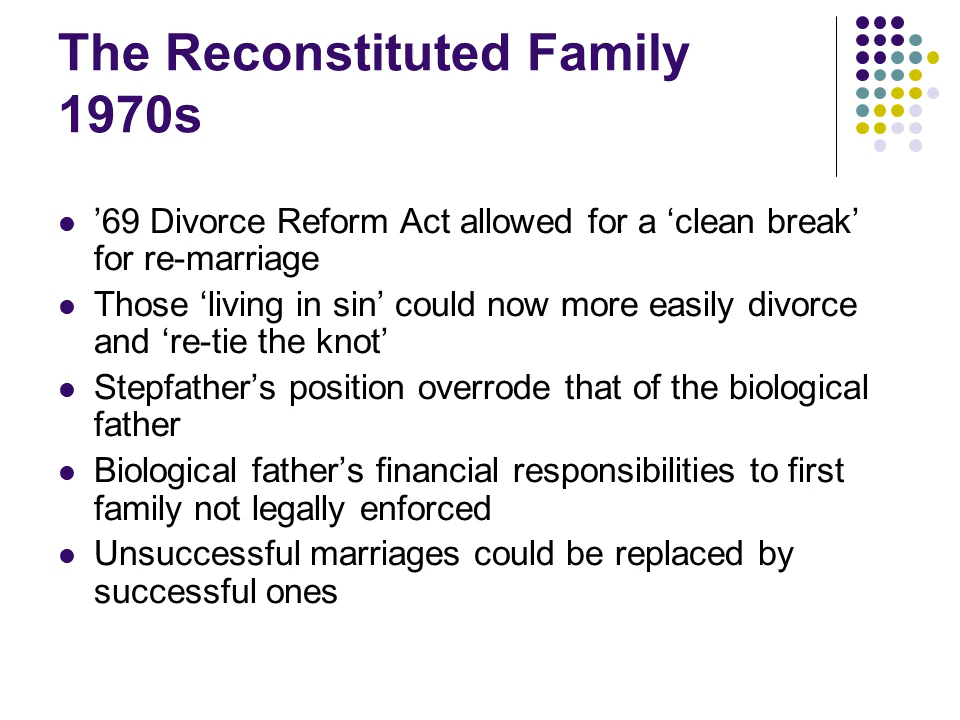 The Reconstituted Family
1970s
’69 Divorce Reform Act allowed for a ‘clean break’
for re-marriage
Those ‘living in sin’ could now more easily divorce
and ‘re-tie the knot’
Stepfather’s position overrode that of the biological
father
Biological father’s financial responsibilities to first
family not legally enforced
Unsuccessful marriages could be replaced by
successful ones